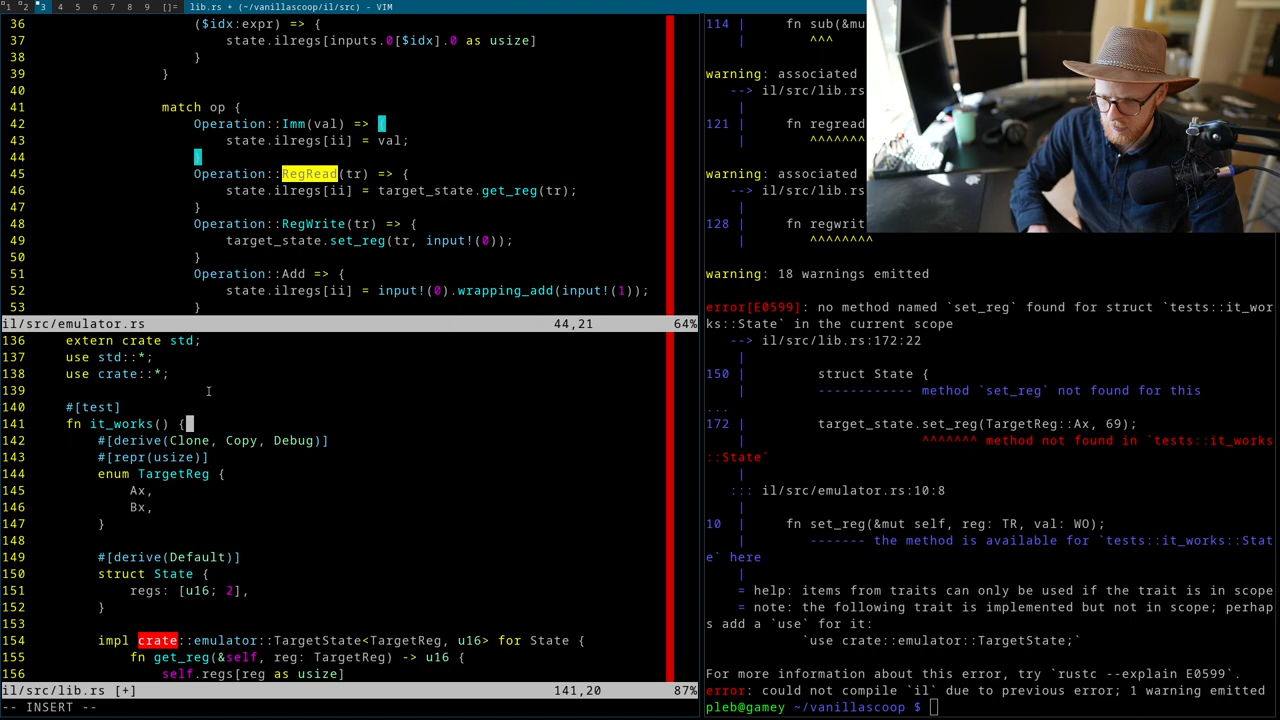 1 2 3 4 5 6 7 8 9 []= lib.rs + (~/vanillascoop/il/src) - VIM
36 ($idx:expr) => {
37 state.ilregs[inputs.0[$idx].0 as usize]
38 }
39 }
40
41 match op {
42 Operation::Imm(val) => {
43 state.ilregs[ii] = val;
44 }
45 Operation::RegRead(tr) => {
46 state.ilregs[ii] = target_state.get_reg(tr);
47 }
48 Operation::RegWrite(tr) => {
49 target_state.set_reg(tr, input!(0));
50 }
51 Operation::Add => {
52 state.ilregs[ii] = input!(0).wrapping_add(input!(1));
53 }
il/src/emulator.rs 44,21 64%
136 extern crate std;
137 use std::*;
138 use crate::*;
139
140 #[test]
141 fn it_works() {
142 #[derive(Clone, Copy, Debug)]
143 #[repr(usize)]
144 enum TargetReg {
145 Ax,
146 Bx,
147 }
148
149 #[derive(Default)]
150 struct State {
151 regs: [u16; 2],
152 }
153
154 impl crate::emulator::TargetState<TargetReg, u16> for State {
155 fn get_reg(&self, reg: TargetReg) -> u16 {
156 self.regs[reg as usize]
il/src/lib.rs [+] 141,20 87%
-- INSERT --
114 | fn sub(&mu
| ^^^
warning: associated
--> il/src/lib.rs
|
121 | fn regread
| ^^^^^^^
warning: associated
--> il/src/lib.rs
|
128 | fn regwrit
| ^^^^^^^^
warning: 18 warnings emitted
error[E0599]: no method named `set_reg` found for struct `tests::it_wor
ks::State` in the current scope
--> il/src/lib.rs:172:22
|
150 | struct State {
| ------------ method `set_reg` not found for this
...
172 | target_state.set_reg(TargetReg::Ax, 69);
| ^^^^^^^ method not found in `tests::it_works
::State`
|
::: il/src/emulator.rs:10:8
|
10 | fn set_reg(&mut self, reg: TR, val: WO);
| ------- the method is available for `tests::it_works::Stat
e` here
|
= help: items from traits can only be used if the trait is in scope
= note: the following trait is implemented but not in scope; perhap
s add a `use` for it:
`use crate::emulator::TargetState;`
For more information about this error, try `rustc --explain E0599`.
error: could not compile `il` due to previous error; 1 warning emitted
pleb@gamey ~/vanillascoop $